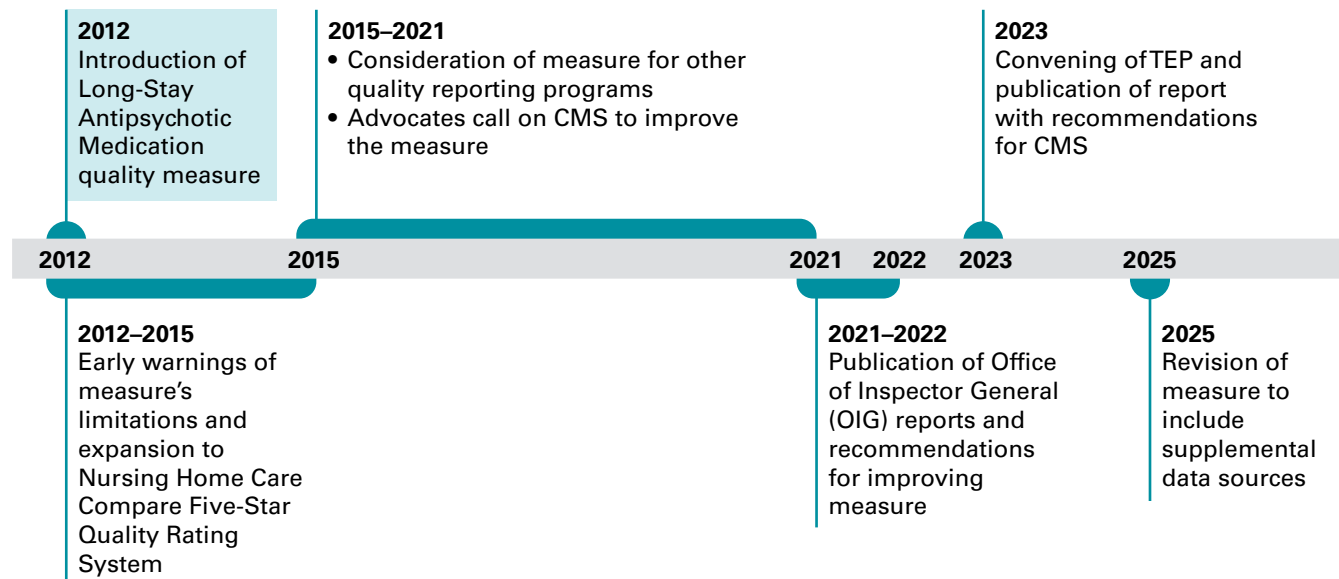 2012
Introduction of
Long-Stay
Antipsychotic
Medication
quality measure
2015–2021
• Consideration of measure for other
quality reporting programs
• Advocates call on CMS to improve
the measure
2023
Convening of TEP and
publication of report
with recommendations
for CMS
2012 2015 2021 2022 2023 2025
2012–2015
Early warnings of
measure’s
limitations and
expansion to
Nursing Home Care
Compare Five-Star
Quality Rating
System
2021–2022
Publication of Office
of Inspector General
(OIG) reports and
recommendations
for improving
measure
2025
Revision of
measure to
include
supplemental
data sources